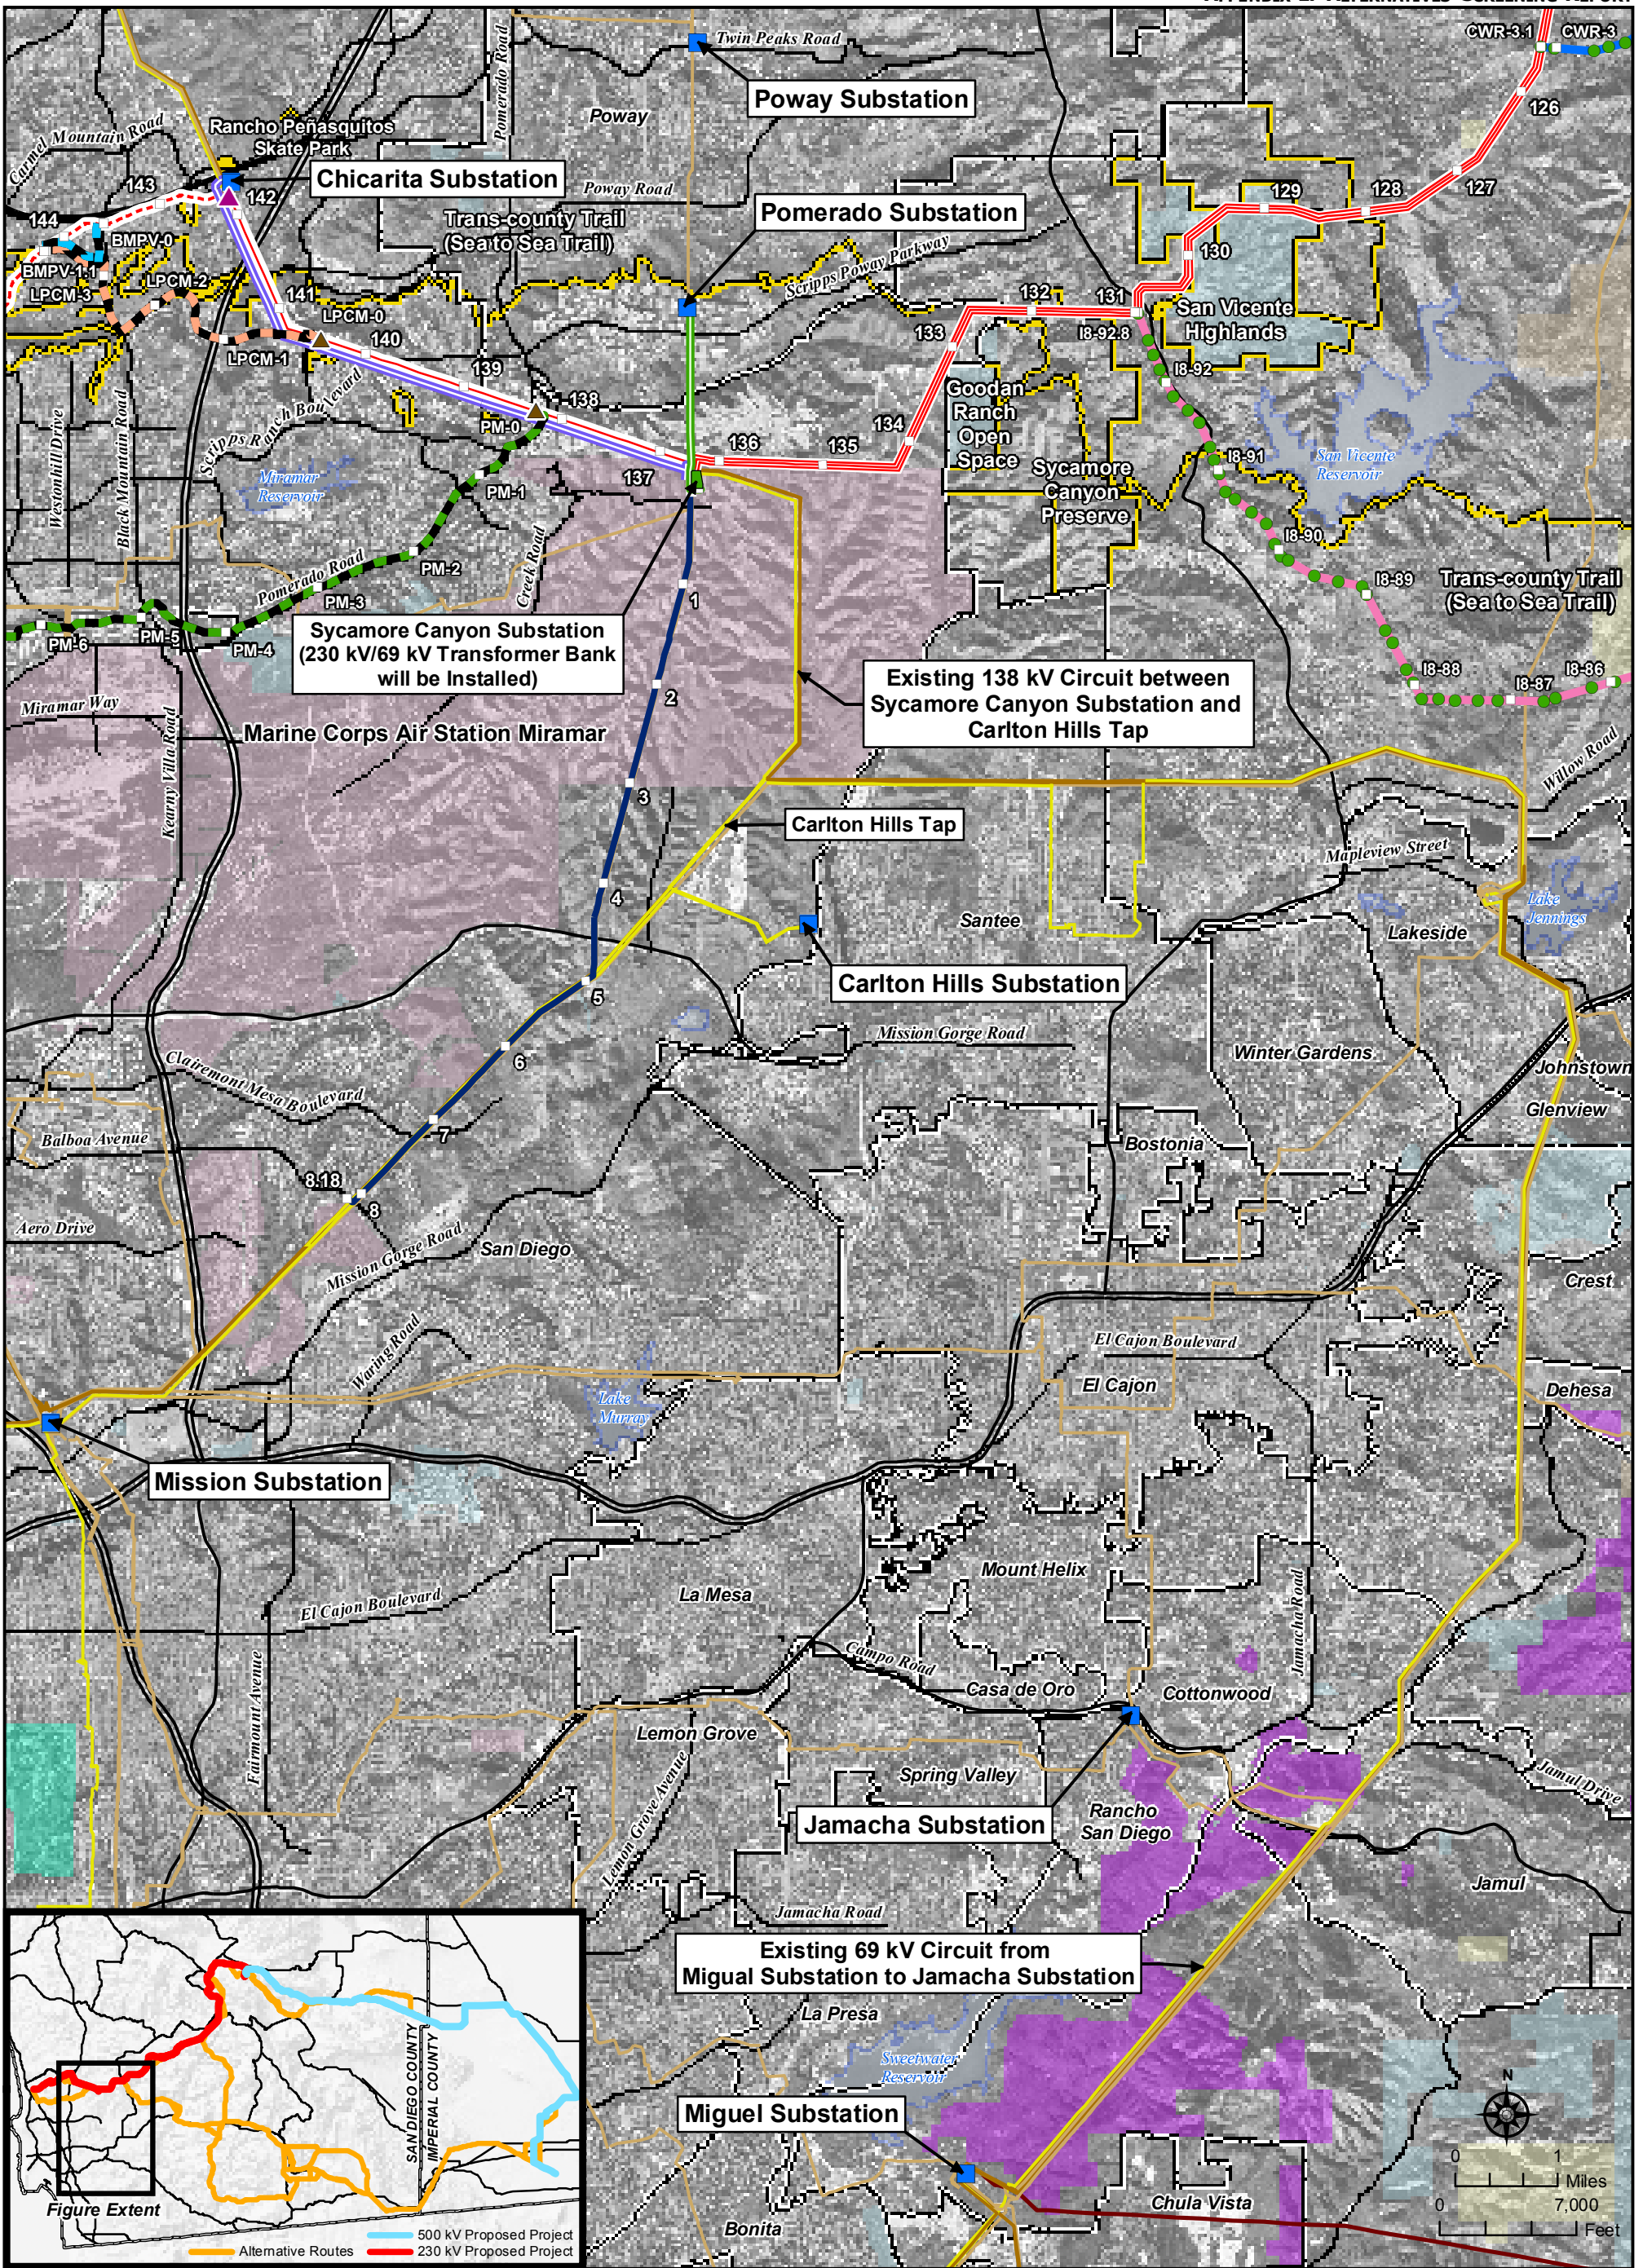 APPENDIX 1. ALTERNATIVES SCREENING REPORT
CWR-3.1
CWR-3
Twin Peaks Road
126
Pomerado Road
Poway Substation
Poway
Carmel Mountain Road
Rancho Peñasquitos
Skate Park
143
Chicarita Substation
142
127
128
129
Poway Road
Pomerado Substation
144
Trans-county Trail
(Sea to Sea Trail)
BMPV-0
130
BMPV-1.1
LPCM-2
Scripps Poway Parkway
LPCM-3
141
132
131
LPCM-0
San Vicente
Highlands
133
I8-92.8
140
LPCM-1
139
I8-92
Goodan
Ranch
Open
Space
138
Westonhill Drive
Black Mountain Road
Scripps Ranch Boulevard
PM-0
134
136
135
I8-91
San Vicente
Reservoir
Sycamore
Canyon
Preserve
137
Miramar
Reservoir
PM-1
I8-90
Creek Road
PM-2
I8-89
Trans-county Trail
(Sea to Sea Trail)
Pomerado Road
PM-3
1
PM-6
PM-5
PM-4
Sycamore Canyon Substation
(230 kV/69 kV Transformer Bank
will be Installed)
I8-88
I8-87
I8-86
Existing 138 kV Circuit between
Sycamore Canyon Substation and
Carlton Hills Tap
2
Miramar Way
Marine Corps Air Station Miramar
Kearny Villa Road
Willow Road
3
Carlton Hills Tap
Mapleview Street
4
Santee
Lake
Jennings
Lakeside
Carlton Hills Substation
5
Mission Gorge Road
6
Winter Gardens
Johnstown
Clairemont Mesa Boulevard
Glenview
7
Balboa Avenue
Bostonia
8.18
8
Aero Drive
Mission Gorge Road
San Diego
Crest
Waring Road
El Cajon Boulevard
El Cajon
Dehesa
Lake
Murray
Mission Substation
Mount Helix
La Mesa
El Cajon Boulevard
Jamacha Road
Campo Road
Fairmount Avenue
Casa de Oro
Cottonwood
Lemon Grove
Spring Valley
Jamul Drive
Lemon Grove Avenue
Jamacha Substation
Rancho
San Diego
Jamul
Jamacha Road
Existing 69 kV Circuit from
Migual Substation to Jamacha Substation
La Presa
Sweetwater
Reservoir
SAN DIEGO COUNTY
IMPERIAL COUNTY
Miguel Substation
N
0 1
Miles
0 7,000
Feet
Chula Vista
Bonita
Figure Extent
500 kV Proposed Project
Alternative Routes
230 kV Proposed Project